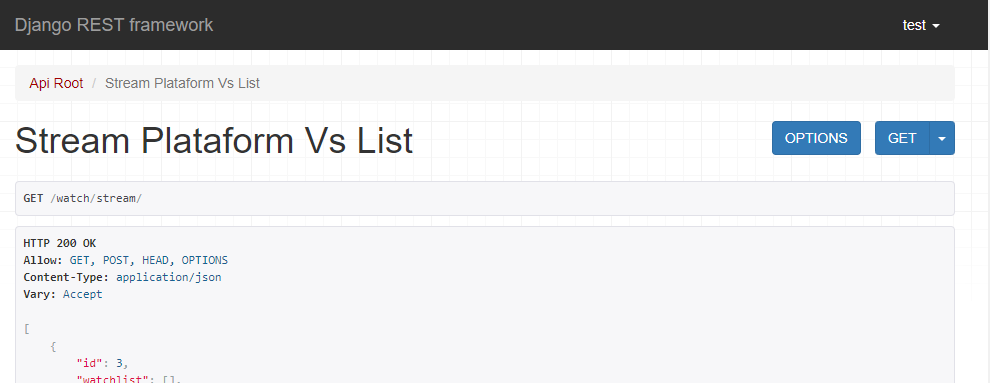 Django REST framework
test
Api Root / Stream Plataform Vs List
Stream Plataform Vs List
OPTIONS
GET
GET /watch/stream/
HTTP 200 OK
Allow: GET, POST, HEAD, OPTIONS
Content-Type: application/json
Vary: Accept
[
{
"id": 3,
"watchlist": [],